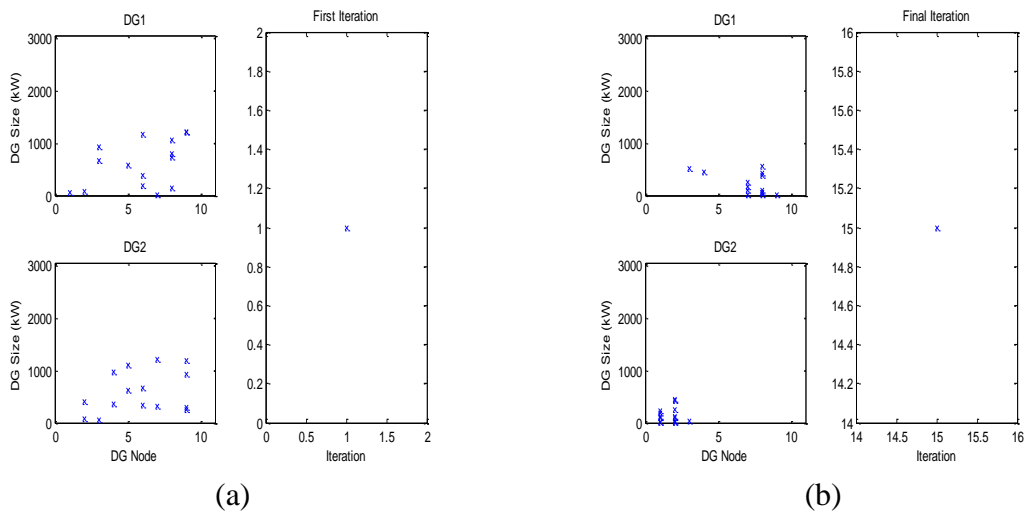 DG1
3000
2000
1000
0
0 5 10
DG Size (kW)
DG2
3000
2000
1000
0
0 5 10
DG Size (kW)
DG Node
First Iteration
2
1.8
1.6
1.4
1.2
1
0.8
0.6
0.4
0.2
0
0 0.5 1 1.5 2
Iteration
(a)
DG1
3000
2000
1000
0
0 5 10
DG Size (kW)
DG2
3000
2000
1000
0
0 5 10
DG Size (kW)
DG Node
Final Iteration
16
15.8
15.6
15.4
15.2
15
14.8
14.6
14.4
14.2
14
14 14.5 15 15.5 16
Iteration
(b)